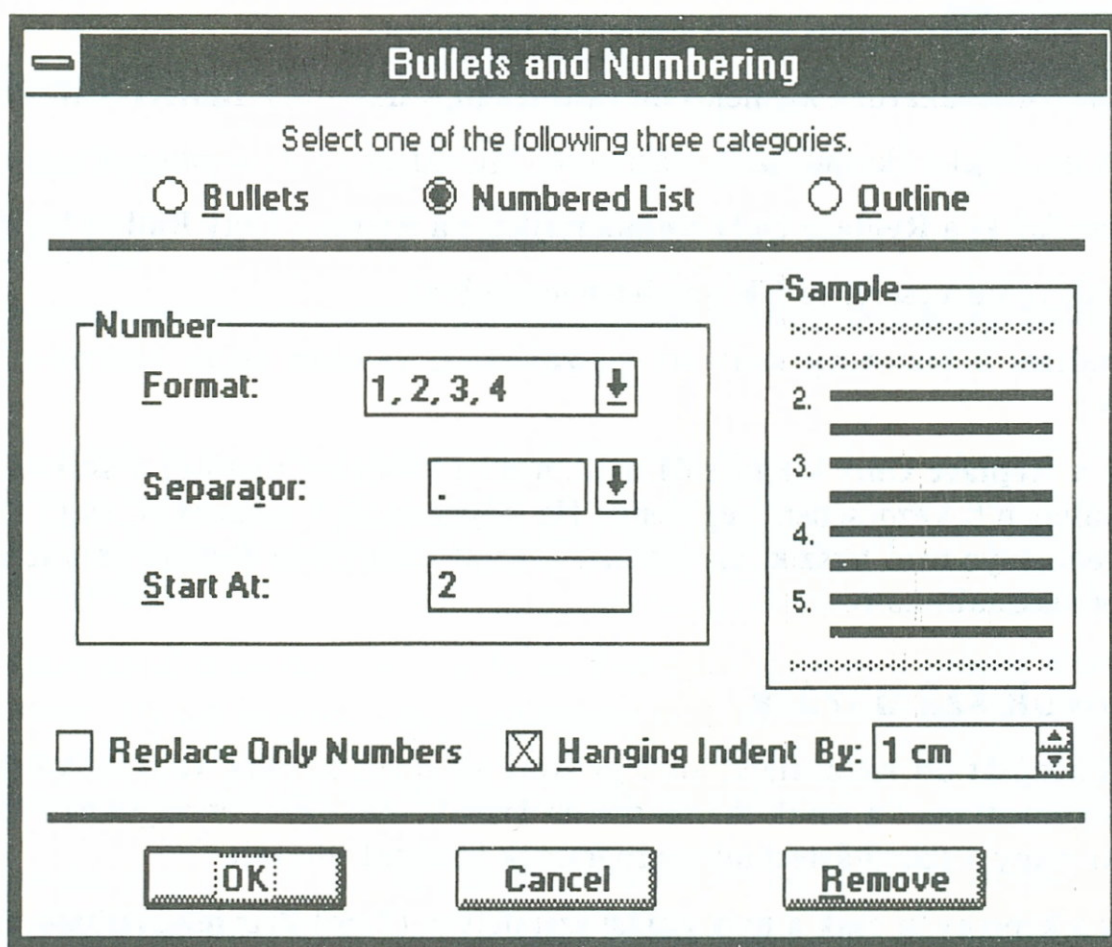 Bullets and Numbering
Select one of the following three categories.
Bullets Numbered List Outline
Number
Format: 1, 2, 3, 4
Separator: .
Start At: 2
Sample
2.
3.
4.
5.
Replace Only Numbers Hanging Indent By: 1 cm
OK Cancel Remove